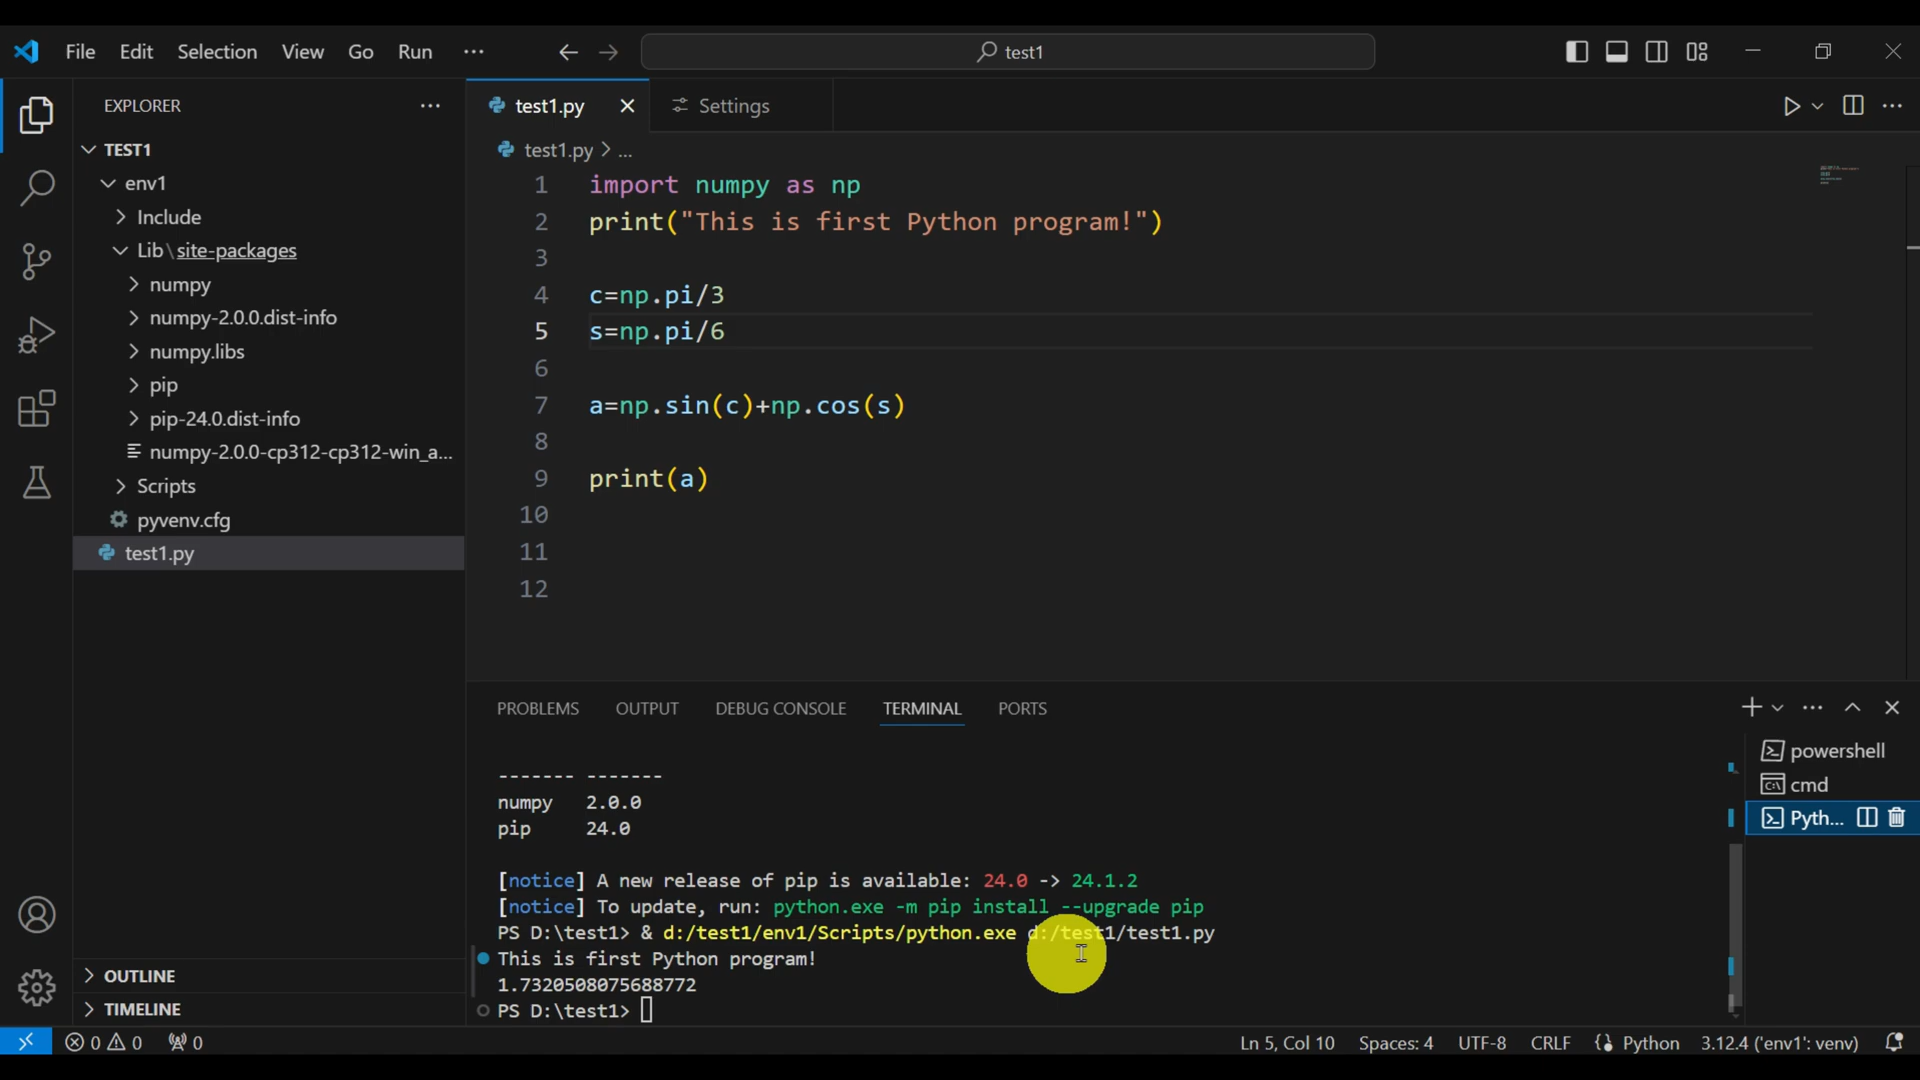 File Edit Selection View Go Run ···
test1
EXPLORER
TEST1
env1
Include
Lib\site-packages
numpy
numpy-2.0.0.dist-info
numpy.libs
pip
pip-24.0.dist-info
numpy-2.0.0-cp312-cp312-win_a...
Scripts
pyvenv.cfg
test1.py
OUTLINE
TIMELINE
test1.py Settings
test1.py > ...
1 import numpy as np
2 print("This is first Python program!")
3
4 c=np.pi/3
5 s=np.pi/6
6
7 a=np.sin(c)+np.cos(s)
8
9 print(a)
10
11
12
PROBLEMS OUTPUT DEBUG CONSOLE TERMINAL PORTS
------- -------
numpy 2.0.0
pip 24.0
[notice] A new release of pip is available: 24.0 -> 24.1.2
[notice] To update, run: python.exe -m pip install --upgrade pip
PS D:\test1> & d:/test1/env1/Scripts/python.exe d:/test1/test1.py
This is first Python program!
1.7320508075688772
PS D:\test1>
powershell
cmd
Pyth...
0 0 0 Ln 5, Col 10 Spaces: 4 UTF-8 CRLF Python 3.12.4 ('env1': venv)